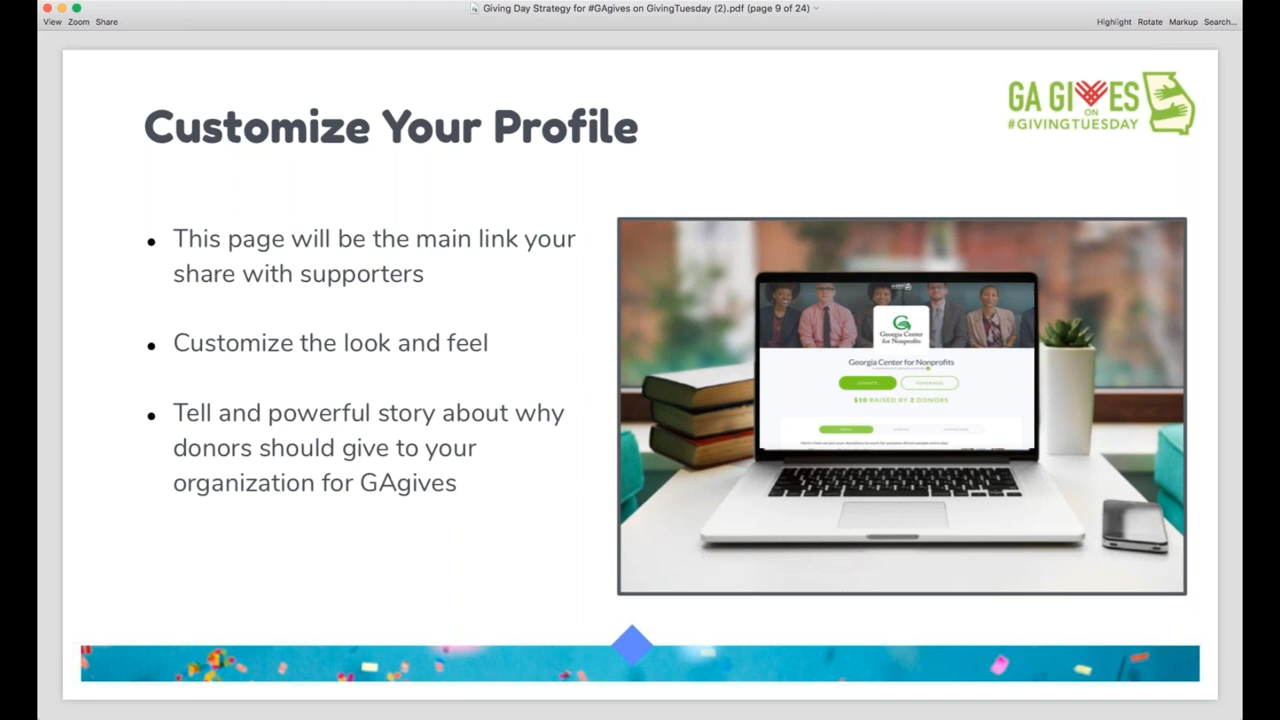 Giving Day Strategy for #GAgives on GivingTuesday (2).pdf (page 9 of 24)
View Zoom Share
Highlight Rotate Markup Search...
Customize Your Profile
GA GIVES
ON
#GIVINGTUESDAY
This page will be the main link your
share with supporters
Customize the look and feel
Tell and powerful story about why
donors should give to your
organization for GAgives
Georgia Center
for Nonprofits
Georgia Center for Nonprofits
DONATE
FUNDRAISE
$10 RAISED BY 2 DONORS